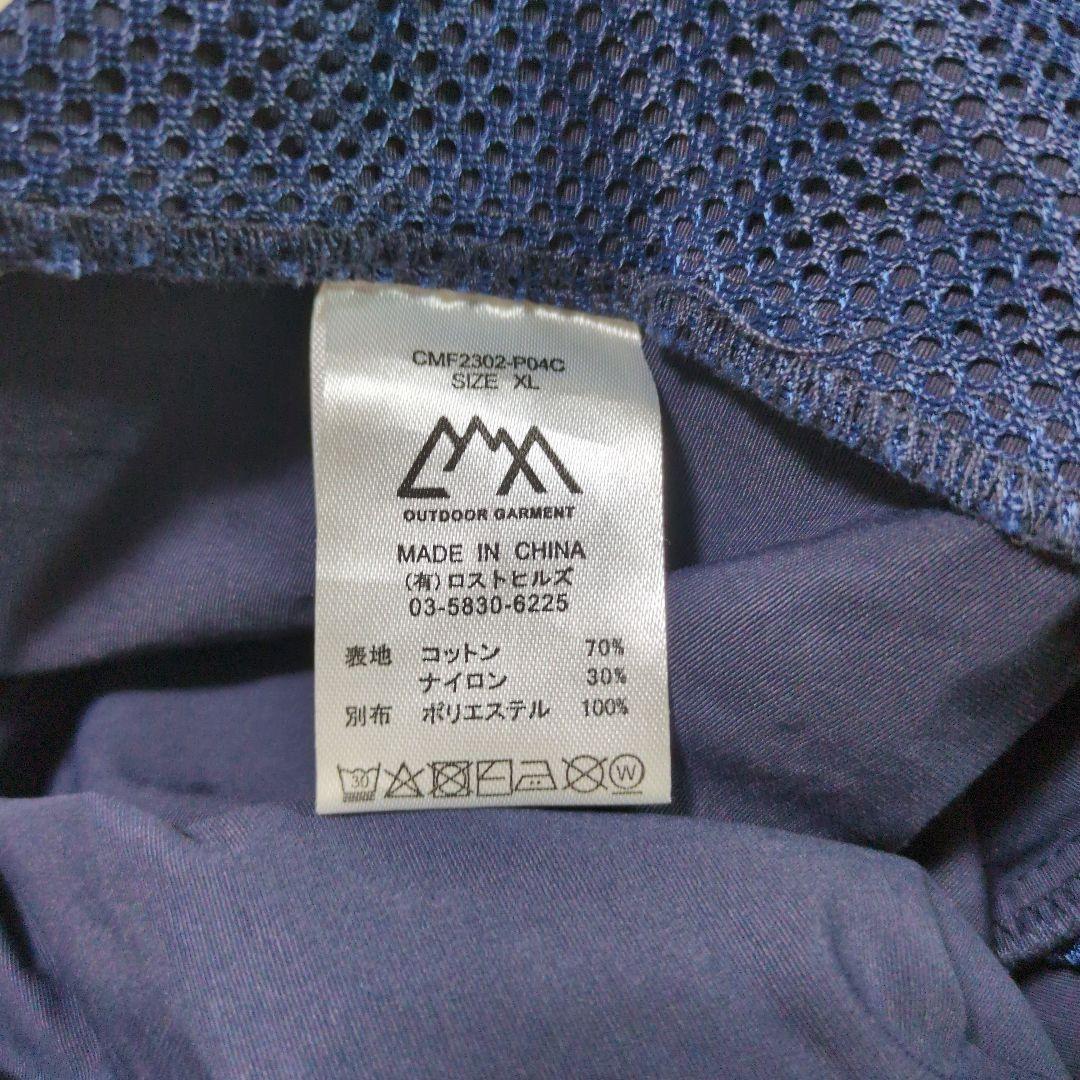 CMF2302-P04C
SIZE XL
OUTDOOR GARMENT
MADE IN CHINA
(有)ロストヒルズ
03-5830-6225
表地 コットン 70%
ナイロン 30%
別布 ポリエステル 100%
30 W